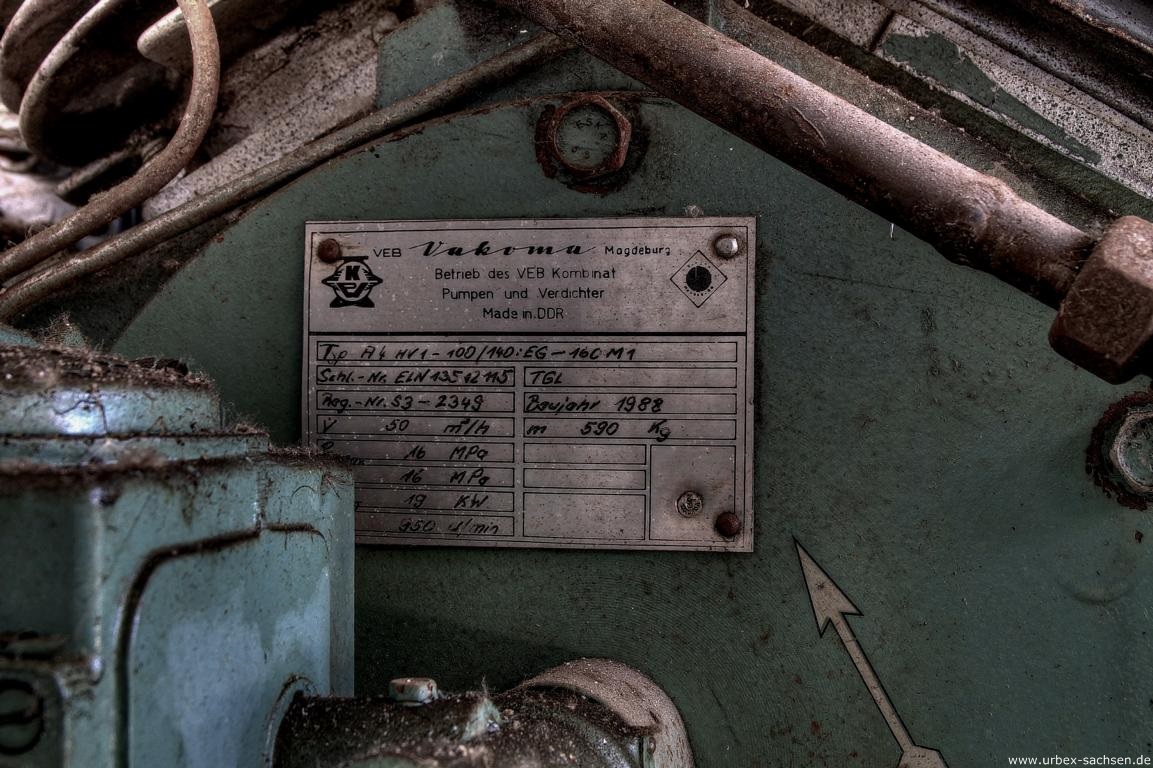 VEB Vakoma Magdeburg
Betrieb des VEB Kombinat
Pumpen und Verdichter
Made in DDR
Typ A4 HV1-100/140:EG-160M1
Schl.-Nr. ELN 135 12 115 TGL
Reg.-Nr. S3-2349 Baujahr 1988
V 50 m³/h m 590 Kg
P 16 MPa
16 MPa
19 KW
950 u/min
www.urbex-sachsen.de